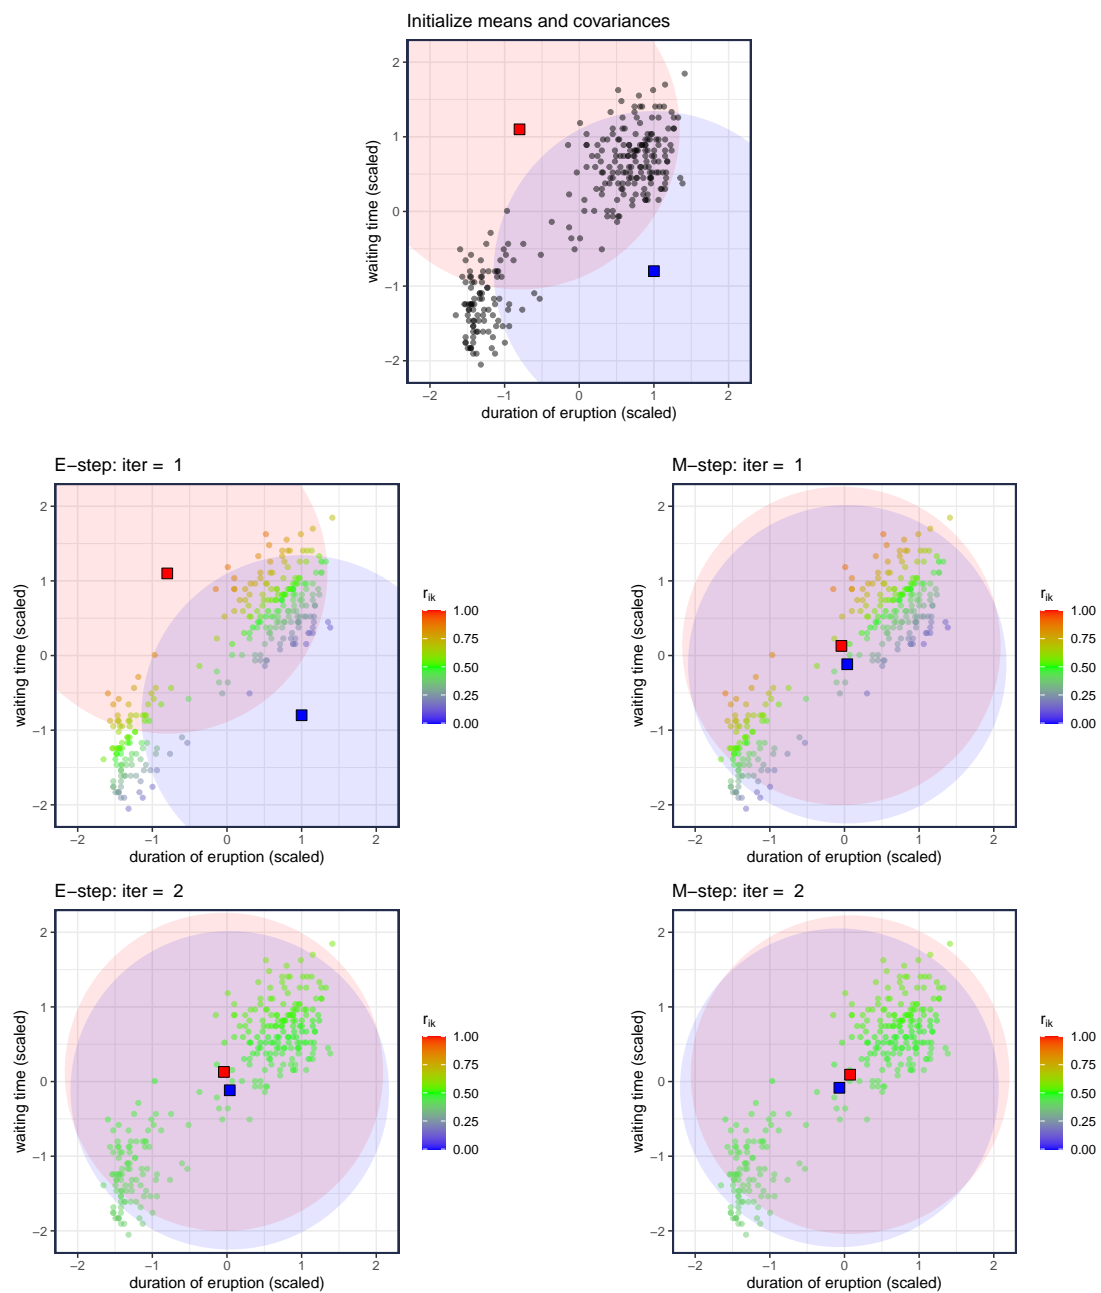 Initialize means and covariances
waiting time (scaled)
2
1
0
−1
−2
−2 −1 0 1 2
duration of eruption (scaled)
E−step: iter =  1
waiting time (scaled)
2
1
0
−1
−2
−2 −1 0 1 2
duration of eruption (scaled)
rik
1.00
0.75
0.50
0.25
0.00
M−step: iter =  1
waiting time (scaled)
2
1
0
−1
−2
−2 −1 0 1 2
duration of eruption (scaled)
rik
1.00
0.75
0.50
0.25
0.00
E−step: iter =  2
waiting time (scaled)
2
1
0
−1
−2
−2 −1 0 1 2
duration of eruption (scaled)
rik
1.00
0.75
0.50
0.25
0.00
M−step: iter =  2
waiting time (scaled)
2
1
0
−1
−2
−2 −1 0 1 2
duration of eruption (scaled)
rik
1.00
0.75
0.50
0.25
0.00